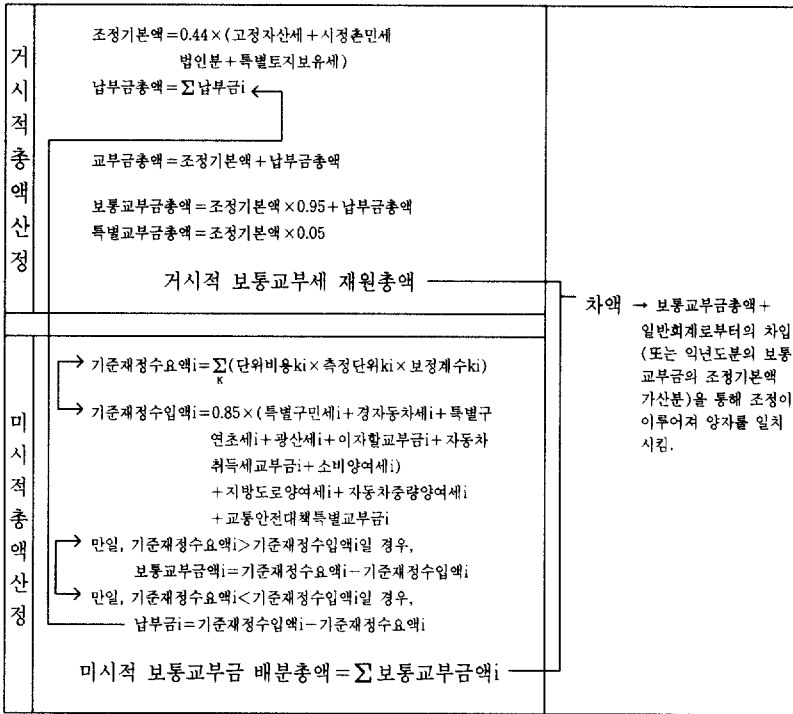 거시적총액산정
조정기본액=0.44×(고정자산세+시정촌민세
법인분+특별토지보유세)
납부금총액=∑납부금i
교부금총액=조정기본액+납부금총액
보통교부금총액=조정기본액×0.95+납부금총액
특별교부금총액=조정기본액×0.05
거시적 보통교부세 재원총액
차액 → 보통교부금총액+
일반회계로부터의 차입
(또는 익년도분의 보통
교부금의 조정기본액
가산분)을 통해 조정이
이루어져 양자를 일치
시킴.
미시적총액산정
기준재정수요액i=∑(단위비용ki×측정단위ki×보정계수ki)
K
기준재정수입액i=0.85×(특별구민세i+경자동차세i+특별구
연초세i+광산세i+이자할교부금i+자동차
취득세교부금i+소비양여세i)
+지방도로양여세i+자동차중량양여세i
+교통안전대책특별교부금i
만일, 기준재정수요액i>기준재정수입액i일 경우,
보통교부금액i=기준재정수요액i-기준재정수입액i
만일, 기준재정수요액i<기준재정수입액i일 경우,
납부금i=기준재정수입액i-기준재정수요액i
미시적 보통교부금 배분총액=∑보통교부금액i